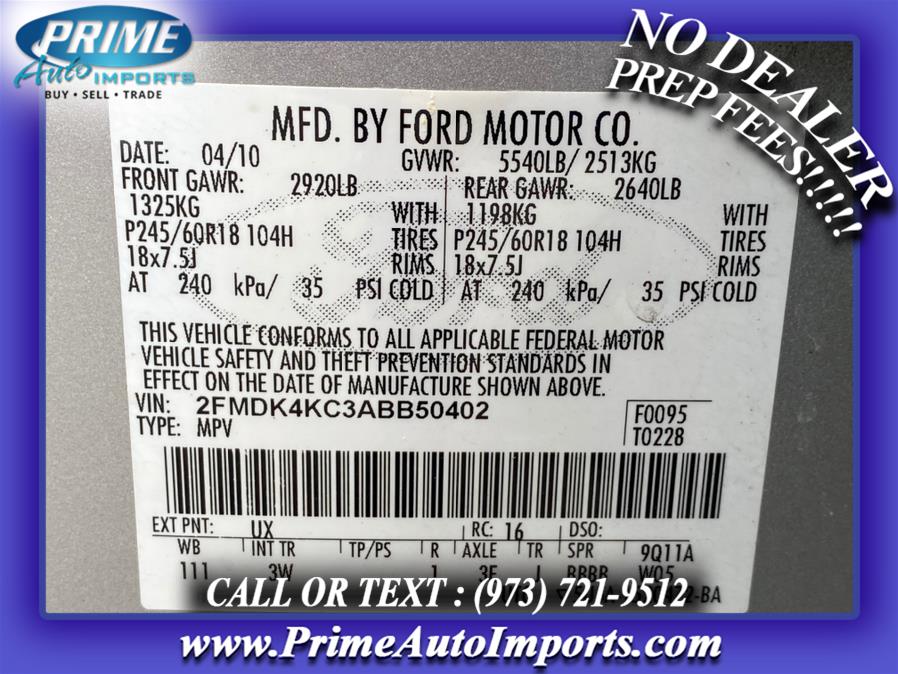 PRIME
Auto IMPORTS
BUY • SELL • TRADE
NO DEALER
PREP FEES!!!!!
MFD. BY FORD MOTOR CO.
DATE: 04/10 GVWR: 5540LB/ 2513KG
FRONT GAWR: 2920LB REAR GAWR: 2640LB
1325KG WITH 1198KG WITH
P245/60R18 104H TIRES P245/60R18 104H TIRES
18x7.5J RIMS 18x7.5J RIMS
AT 240 kPa/ 35 PSI COLD AT 240 kPa/ 35 PSI COLD
Ford
THIS VEHICLE CONFORMS TO ALL APPLICABLE FEDERAL MOTOR
VEHICLE SAFETY AND THEFT PREVENTION STANDARDS IN
EFFECT ON THE DATE OF MANUFACTURE SHOWN ABOVE.
VIN: 2FMDK4KC3ABB50402 F0095
TYPE: MPV T0228
EXT PNT: UX RC: 16 DSO:
WB INT TR TP/PS R AXLE TR SPR 9Q11A
111 3W 1 3F J BBBB W05
CALL OR TEXT : (973) 721-9512
-BA
www.PrimeAutoImports.com